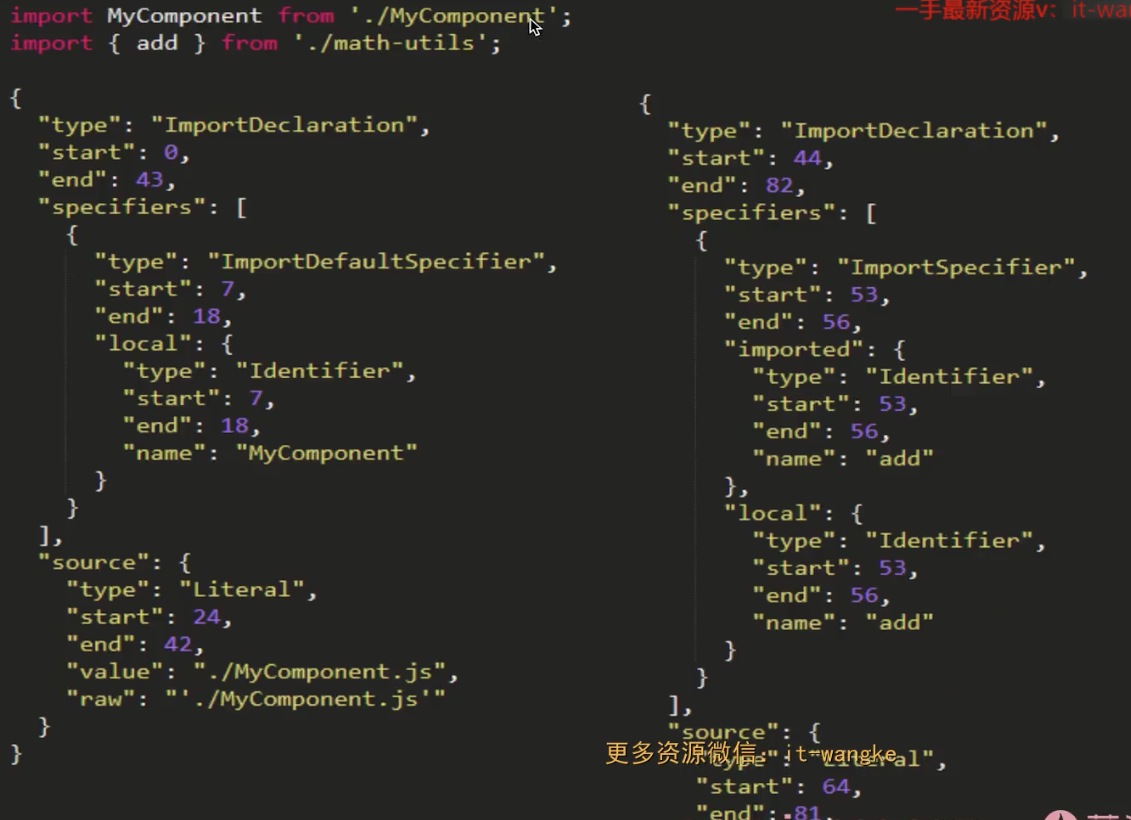 import MyComponent from './MyComponent';
import { add } from './math-utils';
一手最新资源v: it-wan
{
"type": "ImportDeclaration",
"start": 0,
"end": 43,
"specifiers": [
{
"type": "ImportDefaultSpecifier",
"start": 7,
"end": 18,
"local": {
"type": "Identifier",
"start": 7,
"end": 18,
"name": "MyComponent"
}
}
],
"source": {
"type": "Literal",
"start": 24,
"end": 42,
"value": "./MyComponent.js",
"raw": "'./MyComponent.js'"
}
}
{
"type": "ImportDeclaration",
"start": 44,
"end": 82,
"specifiers": [
{
"type": "ImportSpecifier",
"start": 53,
"end": 56,
"imported": {
"type": "Identifier",
"start": 53,
"end": 56,
"name": "add"
},
"local": {
"type": "Identifier",
"start": 53,
"end": 56,
"name": "add"
}
}
],
"source": {
"type": "Literal",
"start": 64,
"end": 81,
更多资源微信: it-wangke